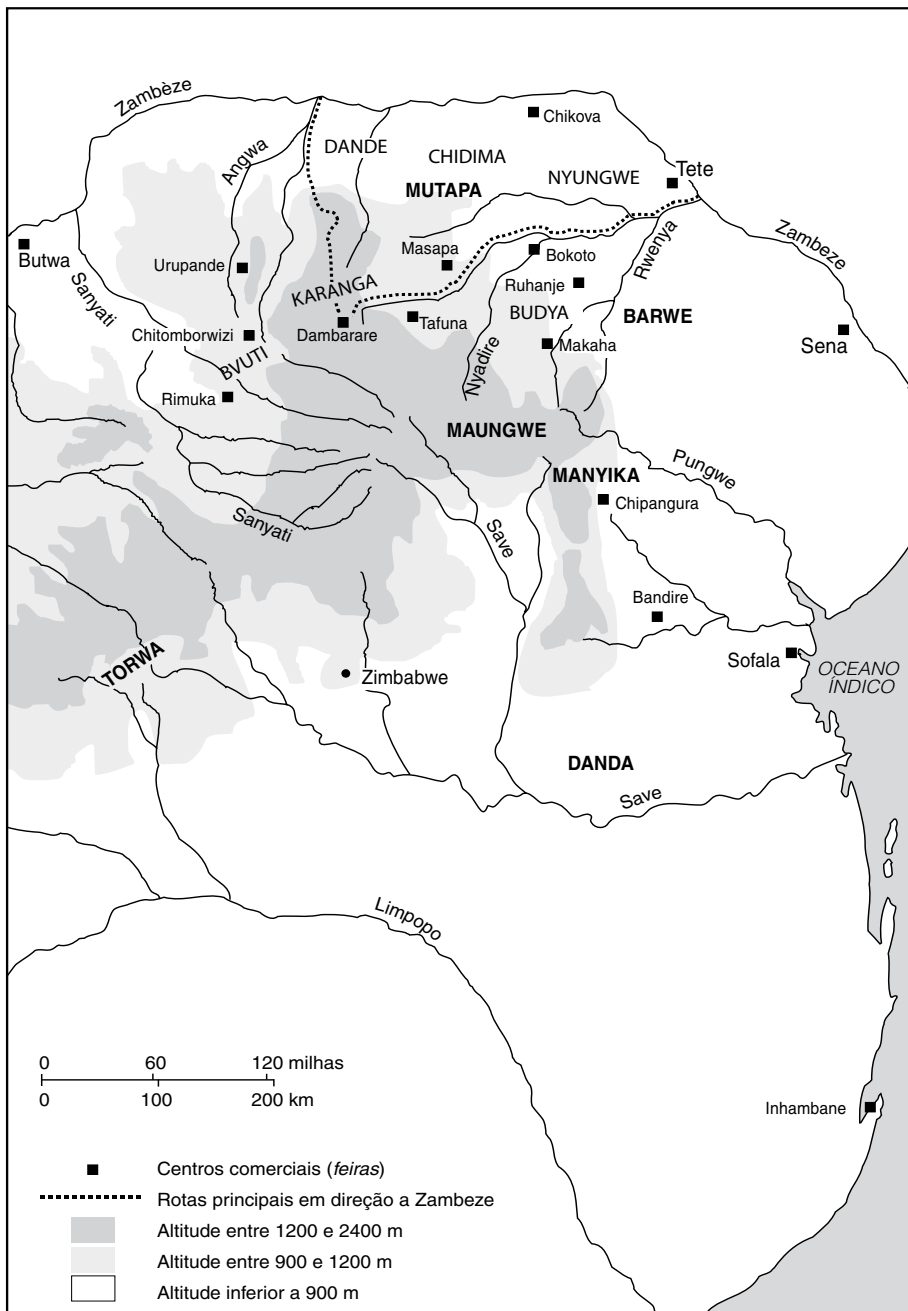 Zambèze
Chikova
DANDE
Angwa
CHIDIMA
Tete
NYUNGWE
MUTAPA
Zambeze
Butwa
Masapa
Bokoto
Rwenya
Urupande
Sanyati
Ruhanje
KARANGA
BUDYA
BARWE
Tafuna
Dambarare
Sena
Chitomborwizi
Makaha
Nyadire
BVUTI
Rimuka
MAUNGWE
Pungwe
MANYIKA
Chipangura
Sanyati
Save
Bandire
Sofala
OCEANO
ÍNDICO
TORWA
Zimbabwe
DANDA
Save
Limpopo
0 60 120 milhas
0 100 200 km
Inhambane
Centros comerciais (feiras)
Rotas principais em direção a Zambeze
Altitude entre 1200 e 2400 m
Altitude entre 900 e 1200 m
Altitude inferior a 900 m